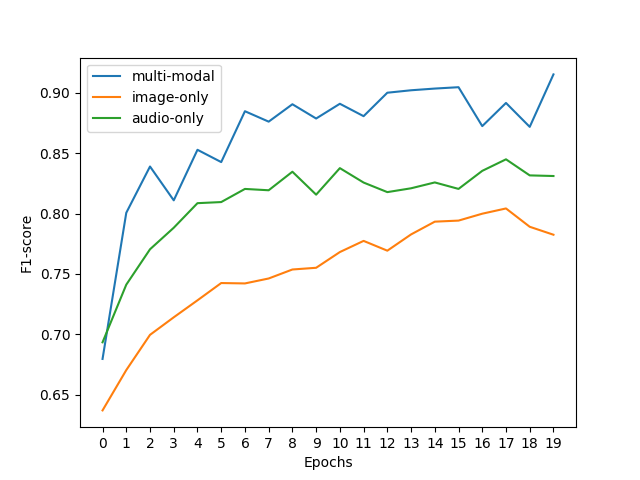 multi-modal
image-only
audio-only
F1-score
0.90
0.85
0.80
0.75
0.70
0.65
0 1 2 3 4 5 6 7 8 9 10 11 12 13 14 15 16 17 18 19
Epochs